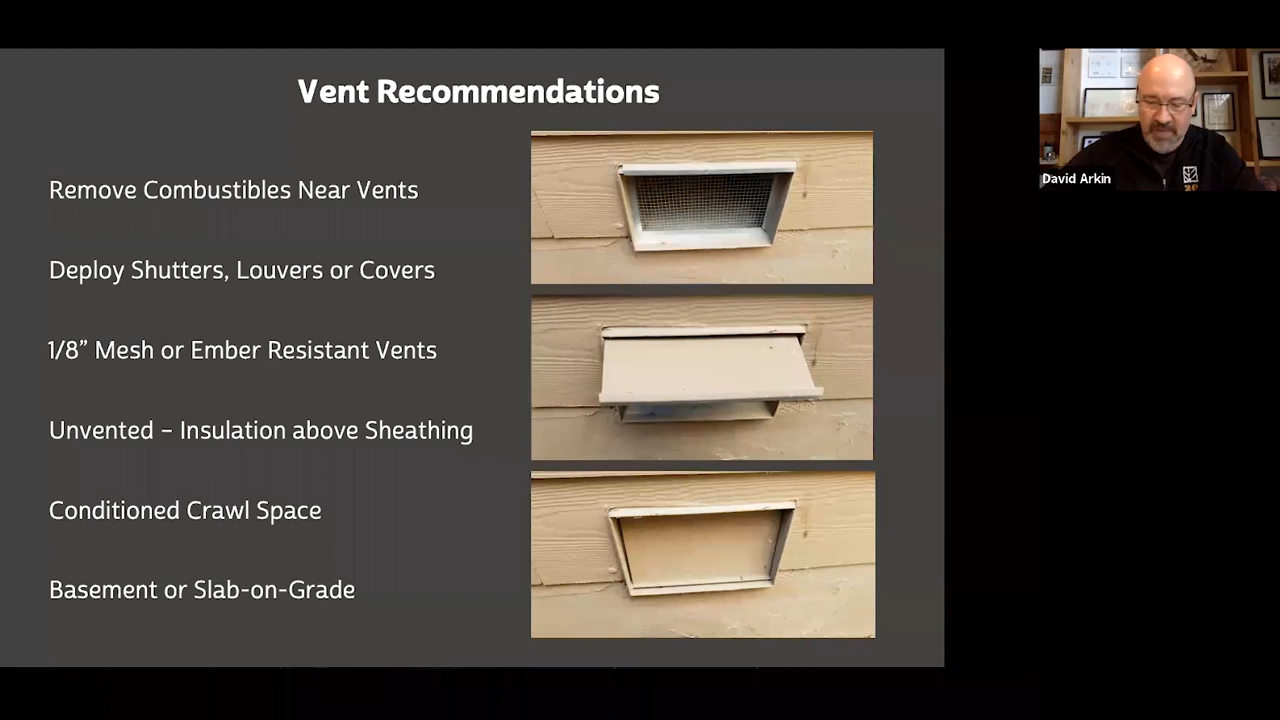 Vent Recommendations
Remove Combustibles Near Vents
Deploy Shutters, Louvers or Covers
1/8” Mesh or Ember Resistant Vents
Unvented – Insulation above Sheathing
Conditioned Crawl Space
Basement or Slab-on-Grade
David Arkin